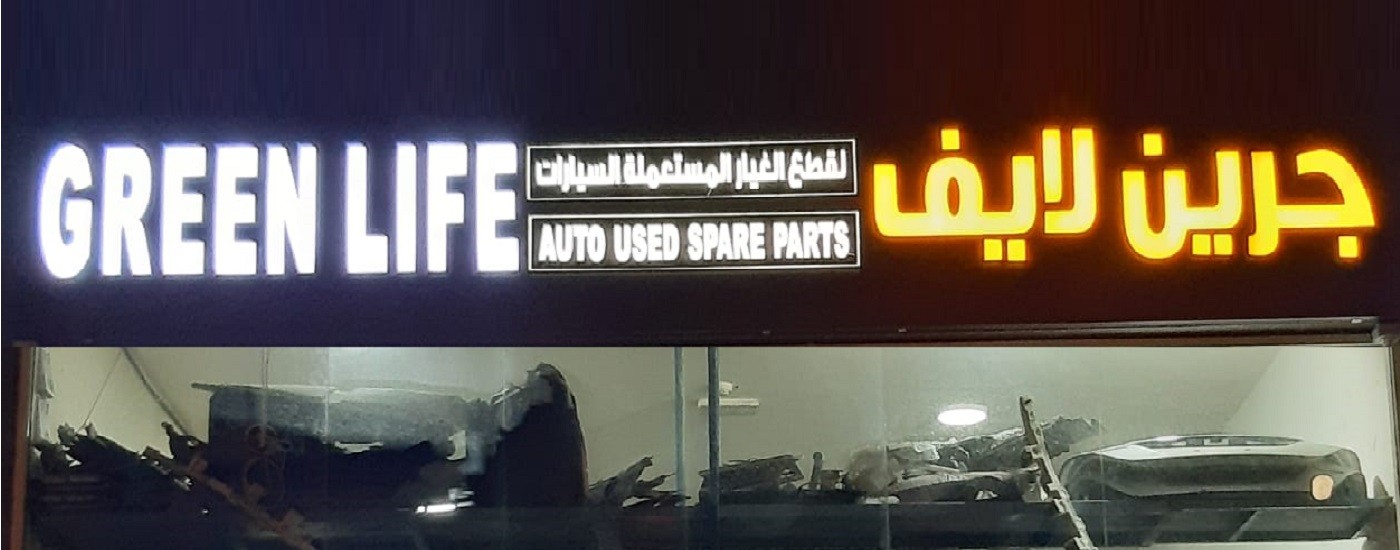 GREEN LIFE
لقطع الغيار المستعملة السيارات
AUTO USED SPARE PARTS
جرين لايف